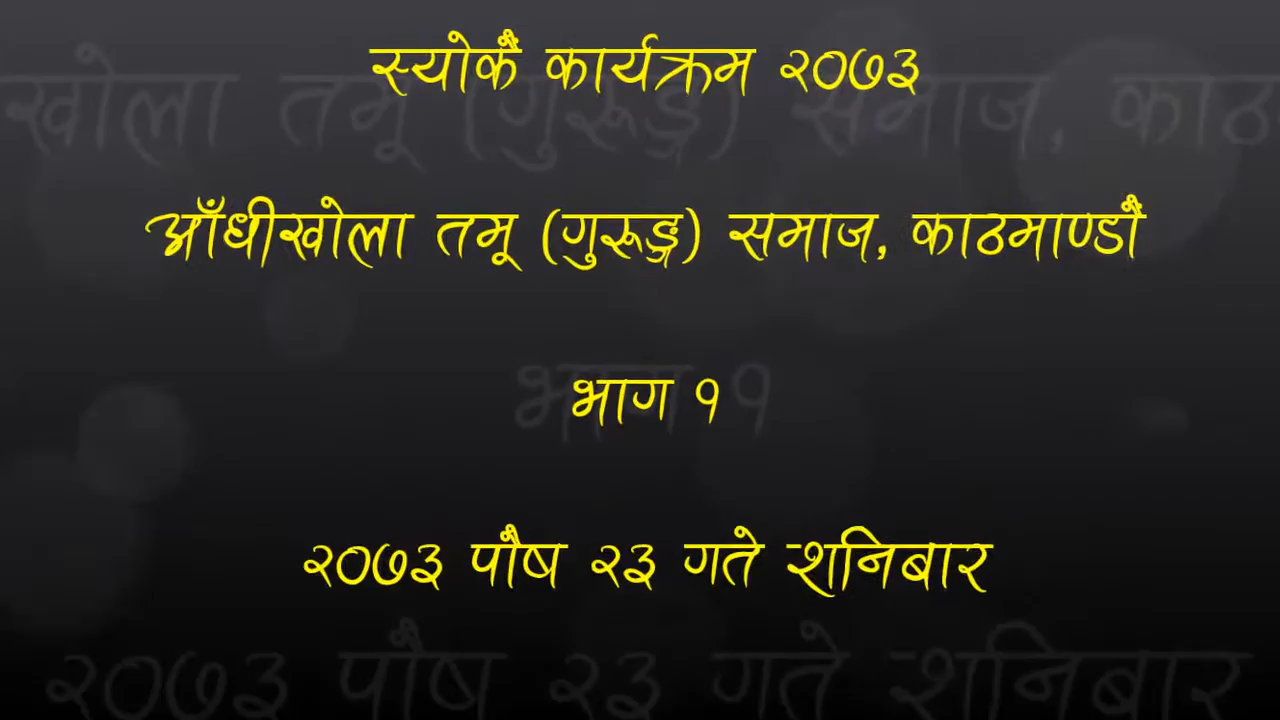 स्योकैं कार्यक्रम २०७३
आँधीखोला तमू (गुरूङ्ग) समाज, काठमाण्डौं
भाग १
२०७३ पौष २३ गते शनिबार